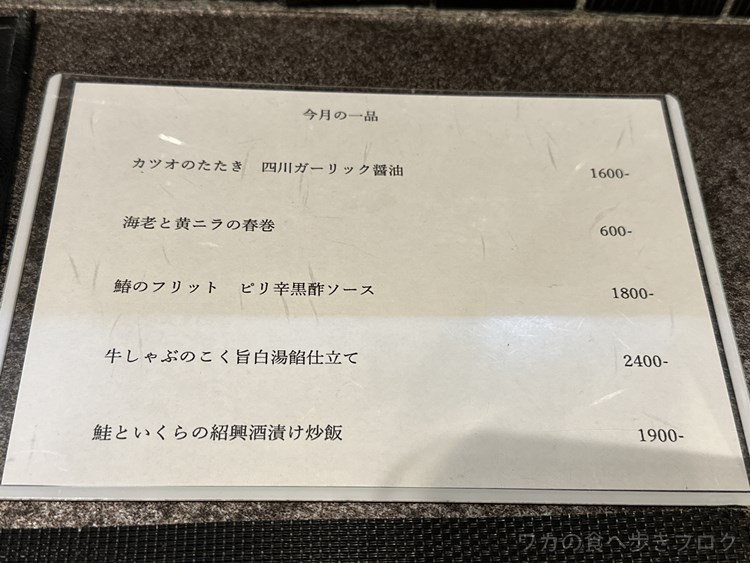 今月の一品
カツオのたたき　四川ガーリック醤油 1600-
海老と黄ニラの春巻 600-
鰆のフリット　ピリ辛黒酢ソース 1800-
牛しゃぶのこく旨白湯餡仕立て 2400-
鮭といくらの紹興酒漬け炒飯 1900-
ワカの食べ歩きブログ